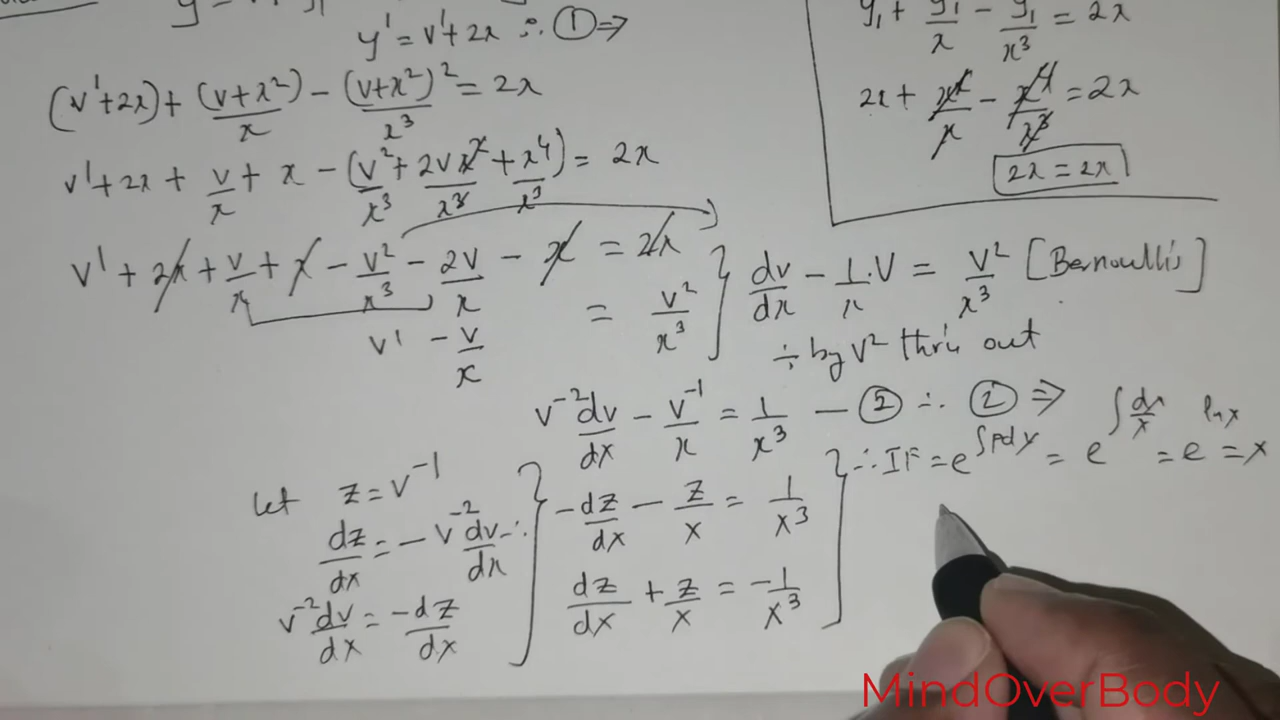 y' = v' + 2x ∴ ① ⇒
(v' + 2x) + (v + x²)/x − (v + x²)²/x³ = 2x
v' + 2x + v/x + x − (v²/x³ + 2vx²/x³ + x⁴/x³) = 2x
v' + 2x + v/x + x − v²/x³ − 2v/x − x = 2x
v' − v/x = v²/x³
y₁ + y₁/x − y₁/x³ = 2x
2x + x²/x − x⁴/x³ = 2x
2x = 2x
dv/dx − 1/x · v = v²/x³ [Bernoulli's]
÷ by v² thru out
v⁻² dv/dx − v⁻¹/x = 1/x³ — ② ∴ ② ⇒
let z = v⁻¹
dz/dx = − v⁻² dv/dx ∴
v⁻² dv/dx = − dz/dx
− dz/dx − z/x = 1/x³
dz/dx + z/x = − 1/x³
∴ IF = e^∫Pdx = e^∫dx/x = e^ln x = x
MindOverBody